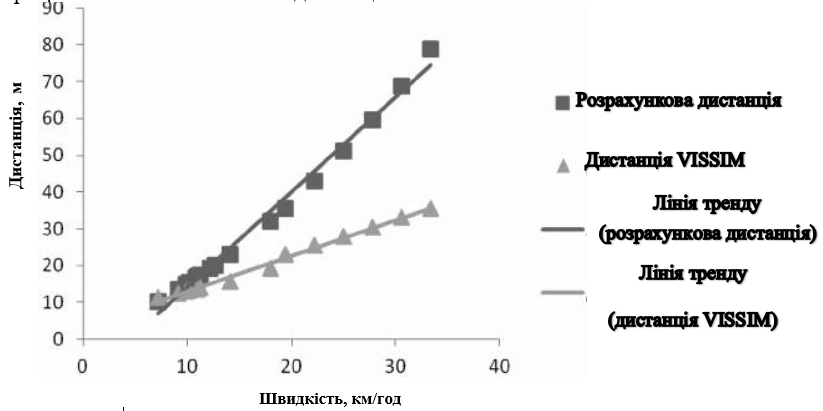 90
80
70
60
50
40
30
20
10
0
0 10 20 30 40
Дистанція, м
Швидкість, км/год
Розрахункова дистанція
Дистанція VISSIM
Лінія тренду
(розрахункова дистанція)
Лінія тренду
(дистанція VISSIM)